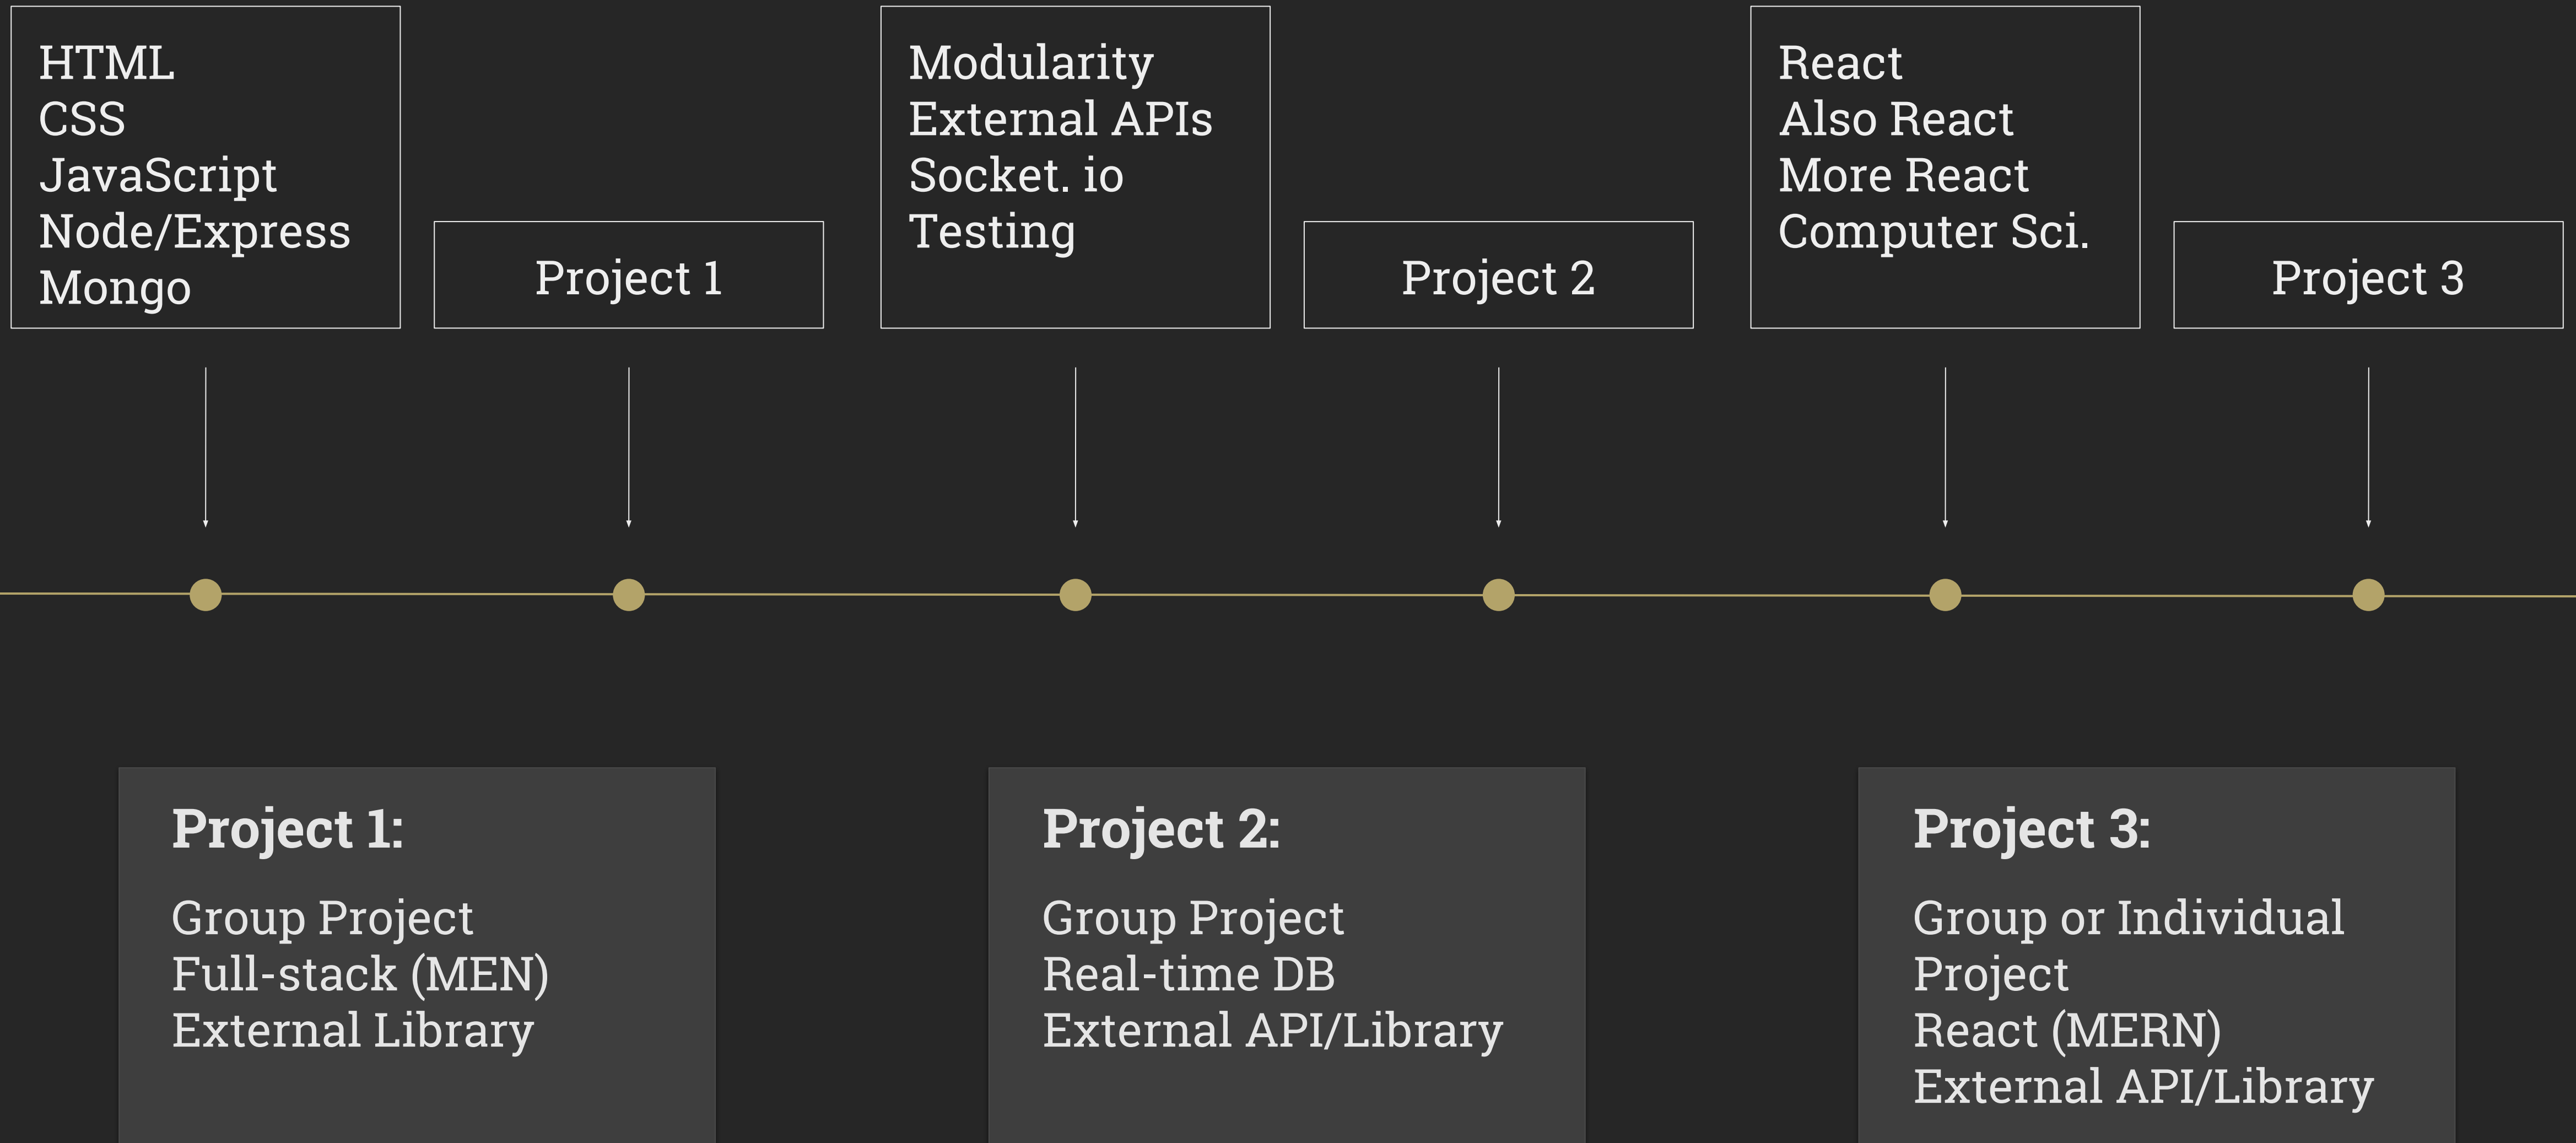 HTML
CSS
JavaScript
Node/Express
Mongo
Project 1
Modularity
External APIs
Socket. io
Testing
Project 2
React
Also React
More React
Computer Sci.
Project 3
Project 1:
Group Project
Full-stack (MEN)
External Library
Project 2:
Group Project
Real-time DB
External API/Library
Project 3:
Group or Individual
Project
React (MERN)
External API/Library